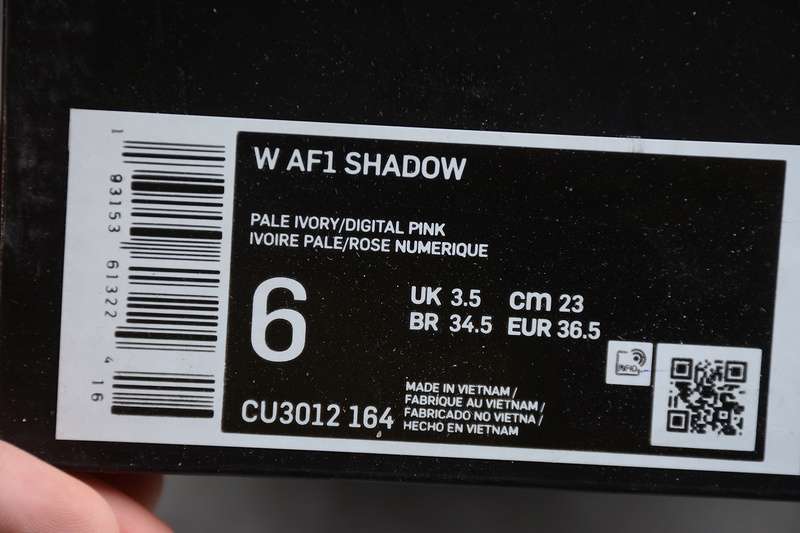 W AF1 SHADOW
PALE IVORY/DIGITAL PINK
IVOIRE PALE/ROSE NUMERIQUE
6
UK 3.5 cm 23
BR 34.5 EUR 36.5
CU3012 164
MADE IN VIETNAM /
FABRIQUE AU VIETNAM /
FABRICADO NO VIETNA /
HECHO EN VIETNAM
1 93153 61322 4
16